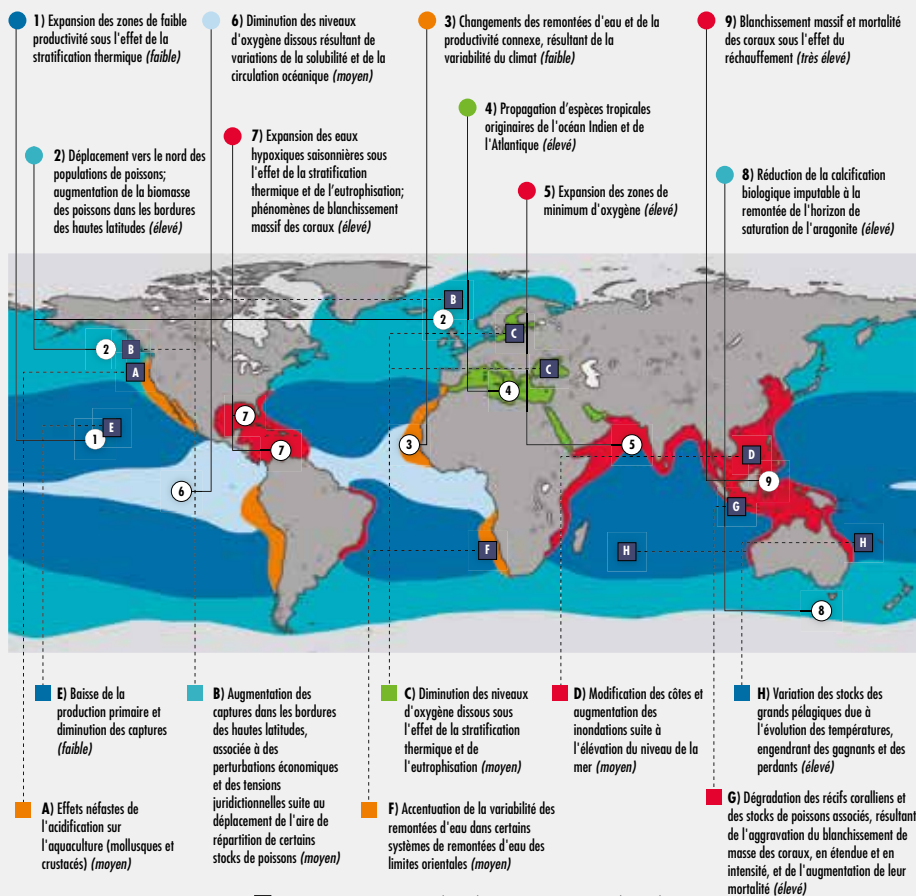 1) Expansion des zones de faible
productivité sous l'effet de la
stratification thermique (faible)
6) Diminution des niveaux
d'oxygène dissous résultant de
variations de la solubilité et de la
circulation océanique (moyen)
3) Changements des remontées d'eau et de la
productivité connexe, résultant de la
variabilité du climat (faible)
9) Blanchissement massif et mortalité
des coraux sous l'effet du
réchauffement (très élevé)
4) Propagation d'espèces tropicales
originaires de l'océan Indien et de
l'Atlantique (élevé)
2) Déplacement vers le nord des
populations de poissons;
augmentation de la biomasse
des poissons dans les bordures
des hautes latitudes (élevé)
7) Expansion des eaux
hypoxiques saisonnières sous
l'effet de la stratification
thermique et de l'eutrophisation;
phénomènes de blanchissement
massif des coraux (élevé)
5) Expansion des zones de
minimum d'oxygène (élevé)
8) Réduction de la calcification
biologique imputable à la
remontée de l'horizon de
saturation de l'aragonite (élevé)
B
2
C
2
B
A
C
4
7
E
1
3
7
5
D
6
9
G
F
H
H
8
E) Baisse de la
production primaire et
diminution des captures
(faible)
B) Augmentation des
captures dans les bordures
des hautes latitudes,
associée à des
perturbations économiques
et des tensions
juridictionnelles suite au
déplacement de l'aire de
répartition de certains
stocks de poissons (moyen)
C) Diminution des niveaux
d'oxygène dissous sous
l'effet de la stratification
thermique et de
l'eutrophisation (moyen)
D) Modification des côtes et
augmentation des
inondations suite à
l'élévation du niveau de la
mer (moyen)
H) Variation des stocks des
grands pélagiques due à
l'évolution des températures,
engendrant des gagnants et des
perdants (élevé)
A) Effets néfastes de
l'acidification sur
l'aquaculture (mollusques et
crustacés) (moyen)
F) Accentuation de la variabilité des
remontées d'eau dans certains
systèmes de remontées d'eau des
limites orientales (moyen)
G) Dégradation des récifs coralliens et
des stocks de poissons associés, résultant
de l'aggravation du blanchissement de
masse des coraux, en étendue et en
intensité, et de l'augmentation de leur
mortalité (élevé)